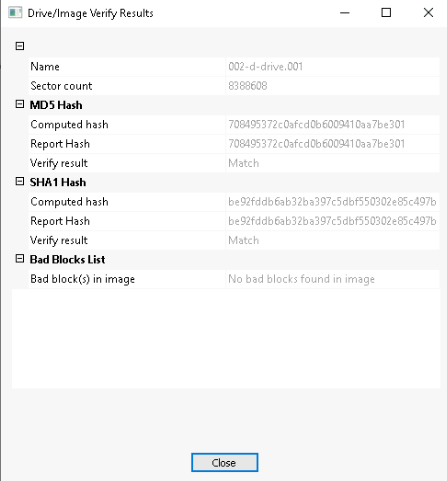 Drive/Image Verify Results
Name 002-d-drive.001
Sector count 8388608
MD5 Hash
Computed hash 708495372c0afcd0b6009410aa7be301
Report Hash 708495372c0afcd0b6009410aa7be301
Verify result Match
SHA1 Hash
Computed hash be92fddb6ab32ba397c5dbf550302e85c497b
Report Hash be92fddb6ab32ba397c5dbf550302e85c497b
Verify result Match
Bad Blocks List
Bad block(s) in image No bad blocks found in image
Close